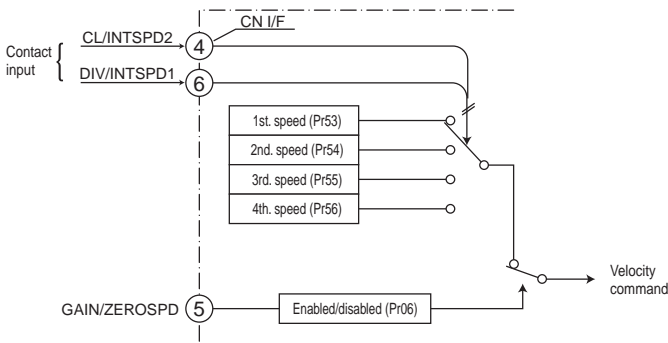 CN I/F
CL/INTSPD2
4
Contact
input
DIV/INTSPD1
6
1st. speed (Pr53)
2nd. speed (Pr54)
3rd. speed (Pr55)
4th. speed (Pr56)
Velocity
command
GAIN/ZEROSPD
5
Enabled/disabled (Pr06)